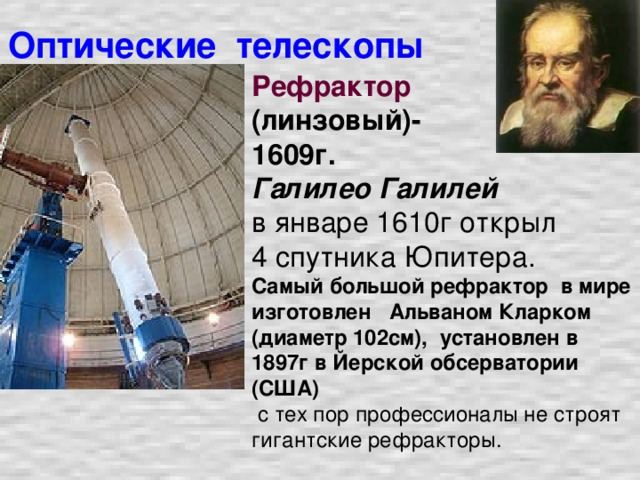 Оптические телескопы
Рефрактор
(линзовый)-
1609г.
Галилео Галилей
в январе 1610г открыл
4 спутника Юпитера.
Самый большой рефрактор в мире
изготовлен Альваном Кларком
(диаметр 102см), установлен в
1897г в Йерской обсерватории
(США)
с тех пор профессионалы не строят
гигантские рефракторы.